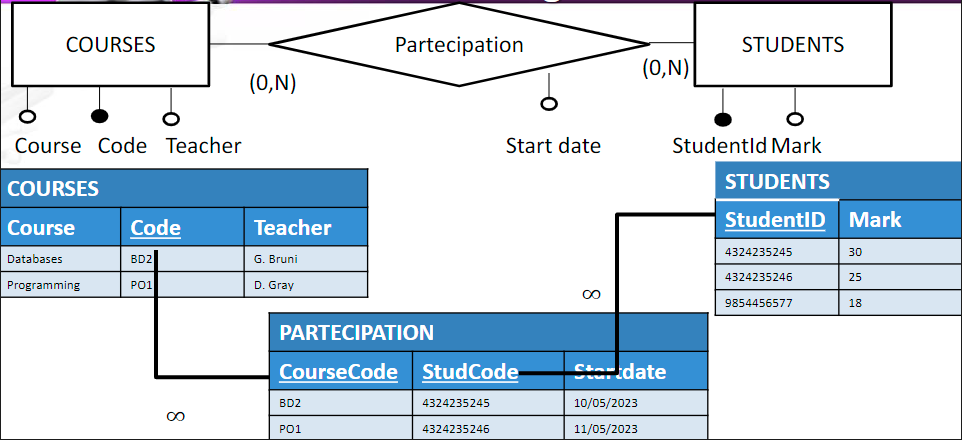 COURSES Partecipation STUDENTS
(0,N) (0,N)
Course Code Teacher Start date StudentId Mark
COURSES
Course Code Teacher
Databases BD2 G. Bruni
Programming PO1 D. Gray
STUDENTS
StudentID Mark
4324235245 30
4324235246 25
9854456577 18
∞
PARTECIPATION
CourseCode StudCode Startdate
BD2 4324235245 10/05/2023
PO1 4324235246 11/05/2023
∞